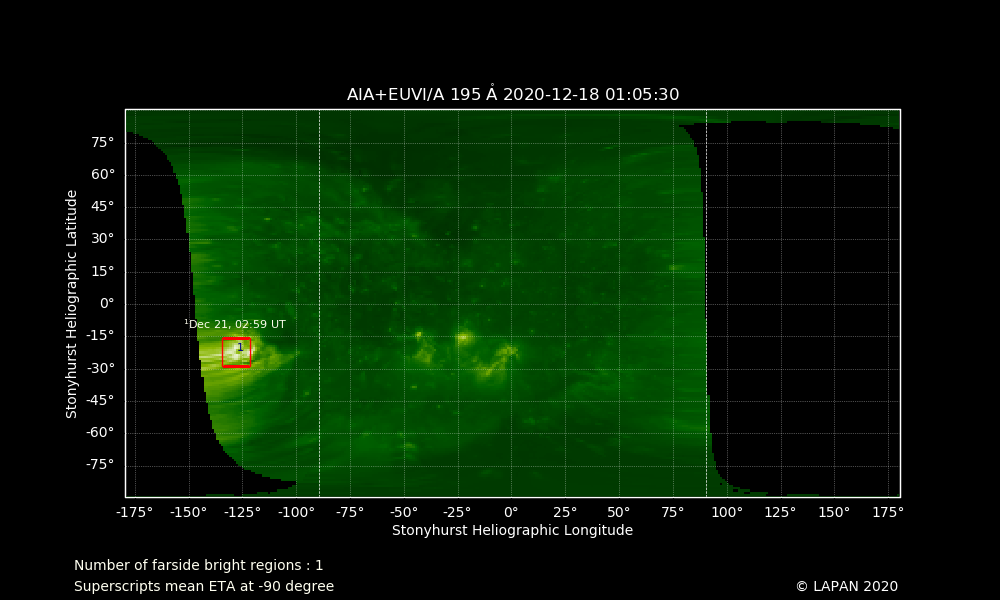 AIA+EUVI/A 195 Å 2020-12-18 01:05:30
Stonyhurst Heliographic Latitude
75°
60°
45°
30°
15°
0°
-15°
-30°
-45°
-60°
-75°
¹Dec 21, 02:59 UT
1
-175° -150° -125° -100° -75° -50° -25° 0° 25° 50° 75° 100° 125° 150° 175°
Stonyhurst Heliographic Longitude
Number of farside bright regions : 1
Superscripts mean ETA at -90 degree
© LAPAN 2020